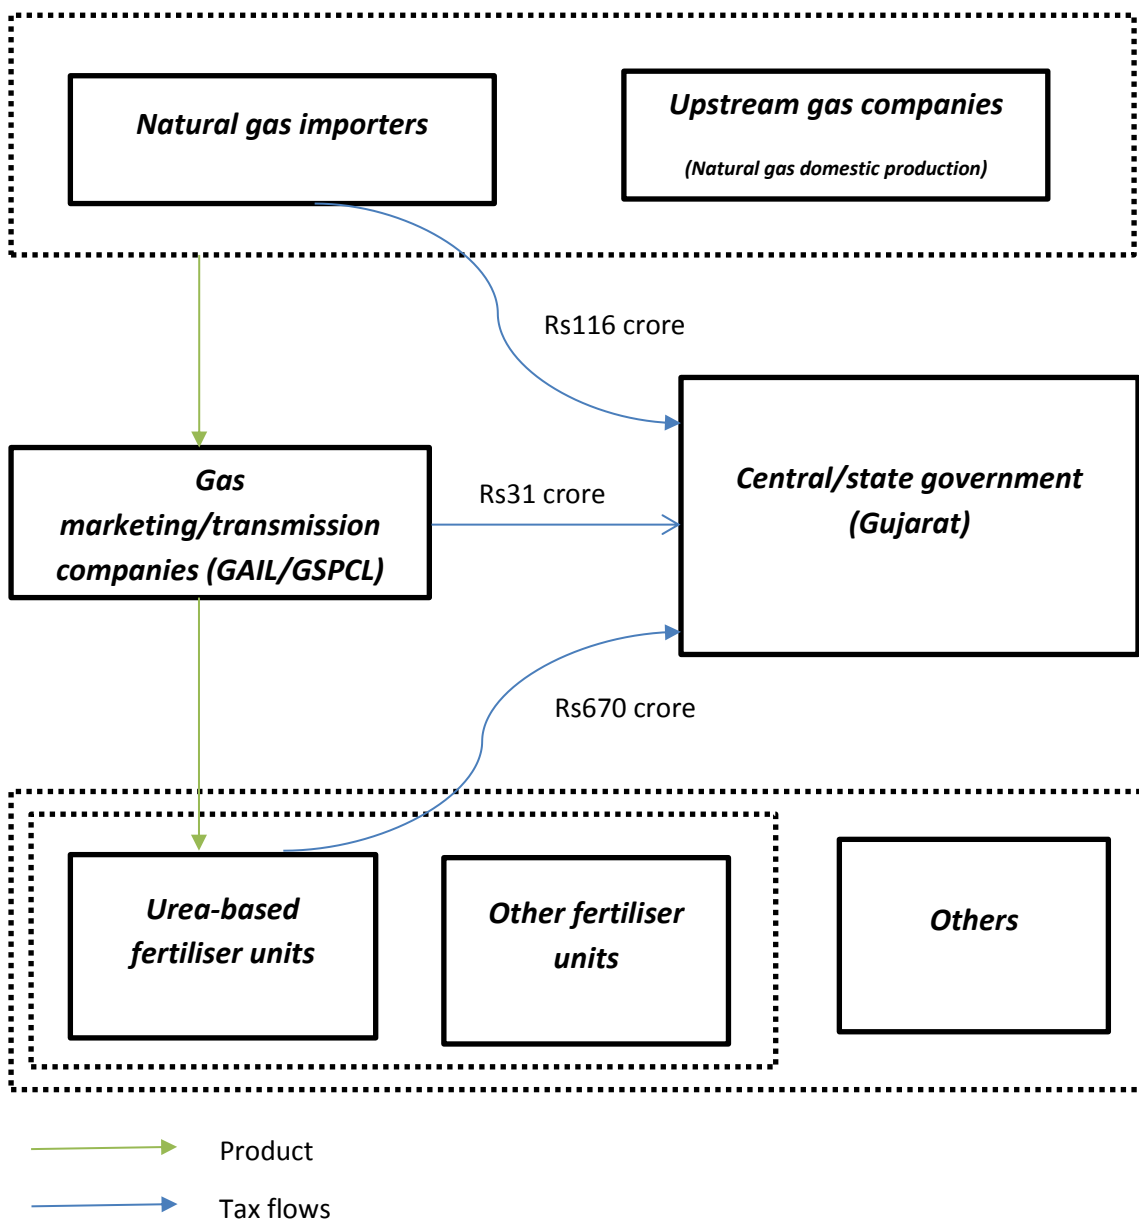 Natural gas importers
Upstream gas companies
(Natural gas domestic production)
Rs116 crore
Gas
marketing/transmission
companies (GAIL/GSPCL)
Rs31 crore
Central/state government
(Gujarat)
Rs670 crore
Urea-based
fertiliser units
Other fertiliser
units
Others
Product
Tax flows